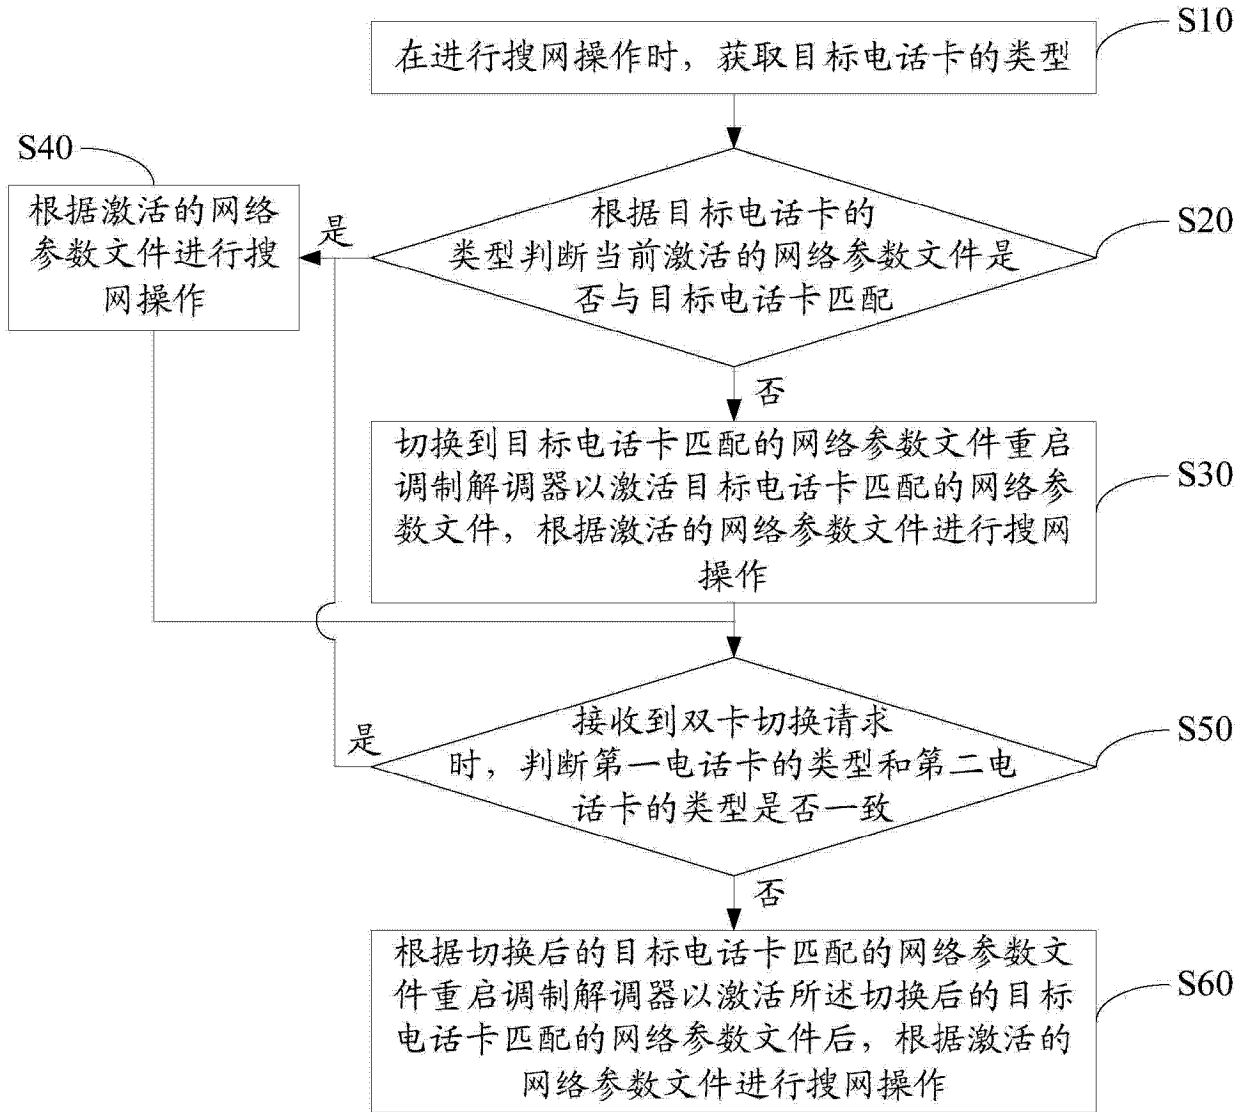 S10
在进行搜网操作时，获取目标电话卡的类型
S40
根据激活的网络
参数文件进行搜
网操作
是
根据目标电话卡的
类型判断当前激活的网络参数文件是
否与目标电话卡匹配
S20
否
切换到目标电话卡匹配的网络参数文件重启
调制解调器以激活目标电话卡匹配的网络参
数文件，根据激活的网络参数文件进行搜网
操作
S30
是
接收到双卡切换请求
时，判断第一电话卡的类型和第二电
话卡的类型是否一致
S50
否
根据切换后的目标电话卡匹配的网络参数文
件重启调制解调器以激活所述切换后的目标
电话卡匹配的网络参数文件后，根据激活的
网络参数文件进行搜网操作
S60